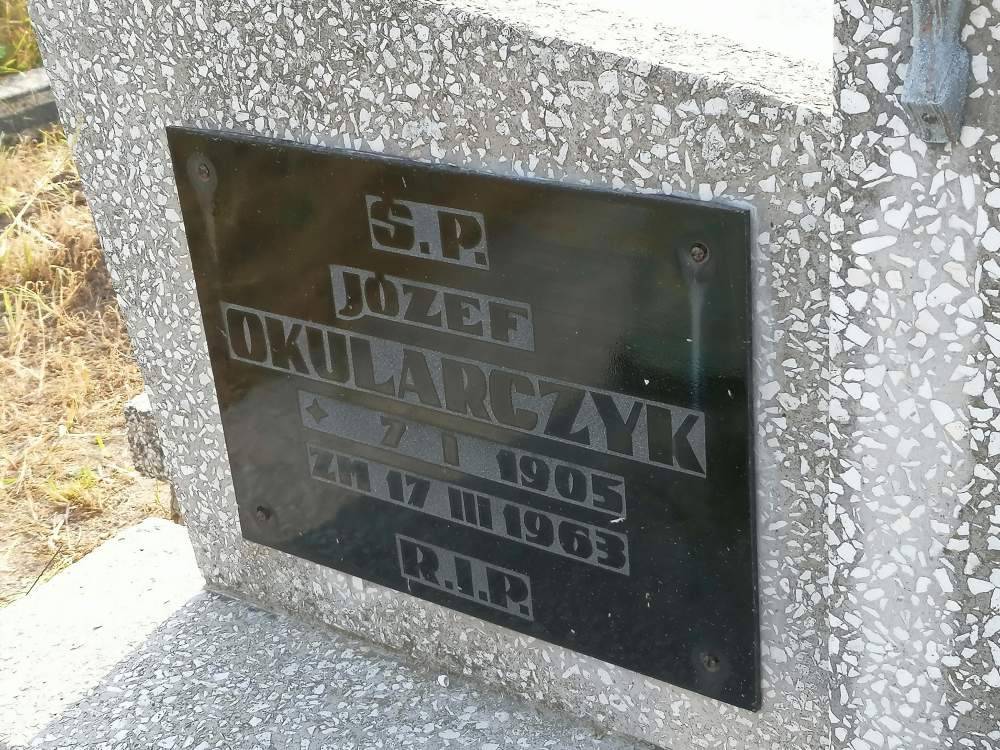 Ś.P.
JÓZEF
OKULARCZYK
✦ 7 I 1905
ZM 17 III 1963
R.I.P.